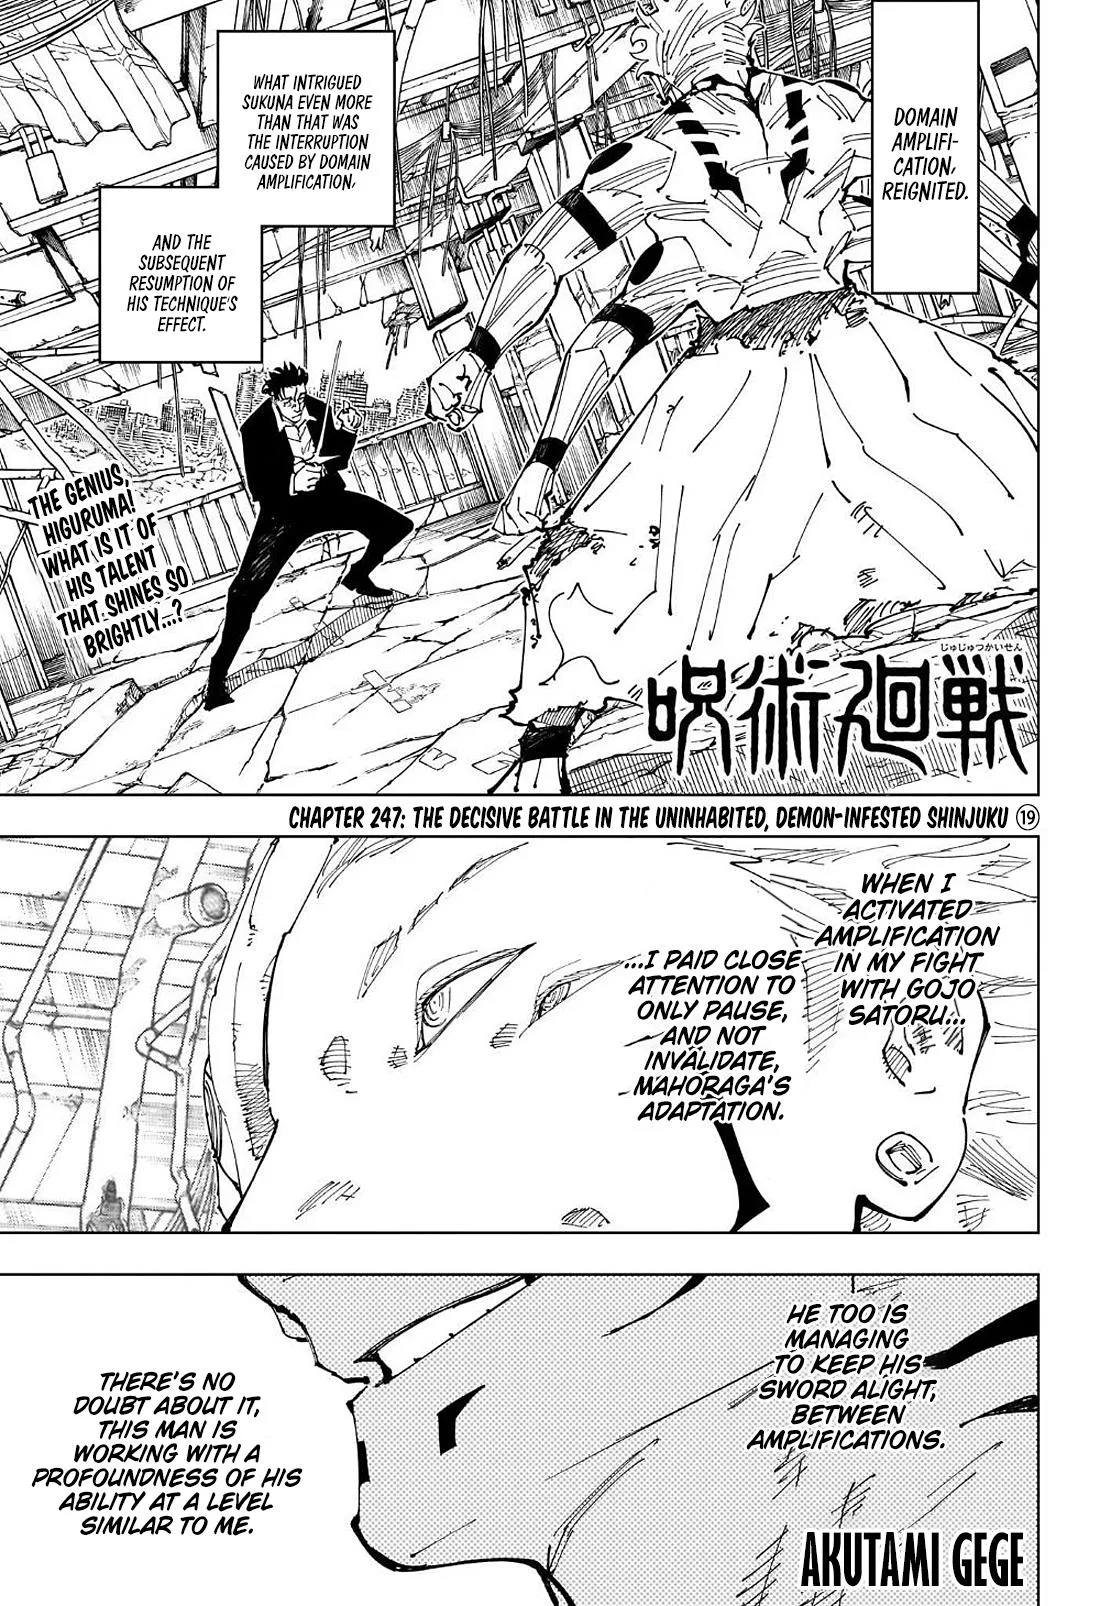 DOMAIN
AMPLIFI-
CATION,
REIGNITED.
WHAT INTRIGUED
SUKUNA EVEN MORE
THAN THAT WAS
THE INTERRUPTION
CAUSED BY DOMAIN
AMPLIFICATION,
AND THE
SUBSEQUENT
RESUMPTION OF
HIS TECHNIQUE'S
EFFECT.
THE GENIUS,
HIGURUMA!
WHAT IS IT OF
HIS TALENT
THAT SHINES SO
BRIGHTLY...?
じゅじゅつかいせん
呪術廻戦
CHAPTER 247: THE DECISIVE BATTLE IN THE UNINHABITED, DEMON-INFESTED SHINJUKU ⑲
WHEN I
ACTIVATED
AMPLIFICATION
IN MY FIGHT
WITH GOJO
SATORU...
...I PAID CLOSE
ATTENTION TO
ONLY PAUSE,
AND NOT
INVALIDATE,
MAHORAGA'S
ADAPTATION.
HE TOO IS
MANAGING
TO KEEP HIS
SWORD ALIGHT,
BETWEEN
AMPLIFICATIONS.
THERE'S NO
DOUBT ABOUT IT,
THIS MAN IS
WORKING WITH A
PROFOUNDNESS OF HIS
ABILITY AT A LEVEL
SIMILAR TO ME.
AKUTAMI GEGE